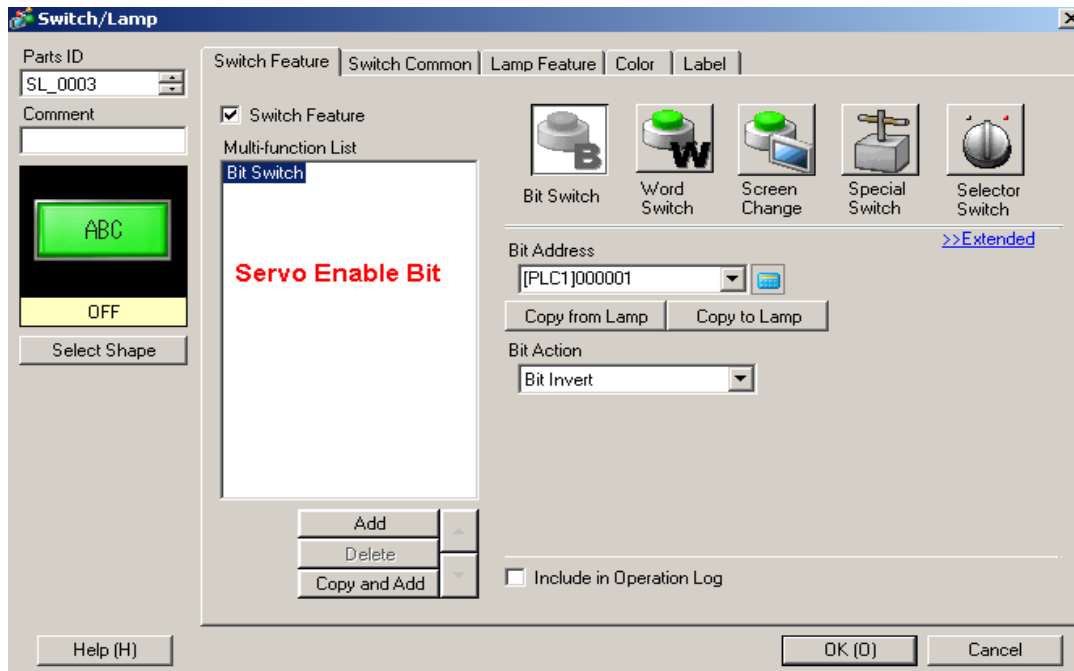 Switch/Lamp
Parts ID
SL_0003
Comment
ABC
OFF
Select Shape
Switch Feature
Switch Common
Lamp Feature
Color
Label
Switch Feature
Multi-function List
Bit Switch
Servo Enable Bit
Add
Delete
Copy and Add
B
Bit Switch
W
Word
Switch
Screen
Change
Special
Switch
Selector
Switch
>>Extended
Bit Address
[PLC1]000001
Copy from Lamp
Copy to Lamp
Bit Action
Bit Invert
Include in Operation Log
Help (H)
OK (O)
Cancel